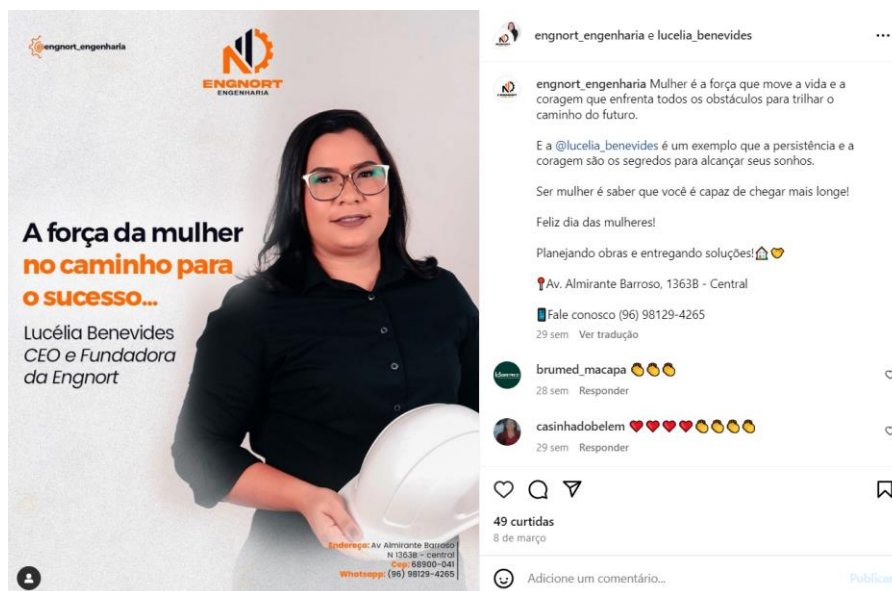 @engnort_engenharia
ENGNORT
ENGENHARIA
A força da mulher
no caminho para
o sucesso...
Lucélia Benevides
CEO e Fundadora
da Engnort
Endereço: Av Almirante Barroso
N 1363B - central
Cep: 68900-041
Whatsapp: (96) 98129-4265
engnort_engenharia e lucelia_benevides
engnort_engenharia Mulher é a força que move a vida e a
coragem que enfrenta todos os obstáculos para trilhar o
caminho do futuro.
E a @lucelia_benevides é um exemplo que a persistência e a
coragem são os segredos para alcançar seus sonhos.
Ser mulher é saber que você é capaz de chegar mais longe!
Feliz dia das mulheres!
Planejando obras e entregando soluções!
Av. Almirante Barroso, 1363B - Central
Fale conosco (96) 98129-4265
29 sem Ver tradução
brumed_macapa
28 sem Responder
casinhadobelem
29 sem Responder
49 curtidas
8 de março
Adicione um comentário...
Publicar